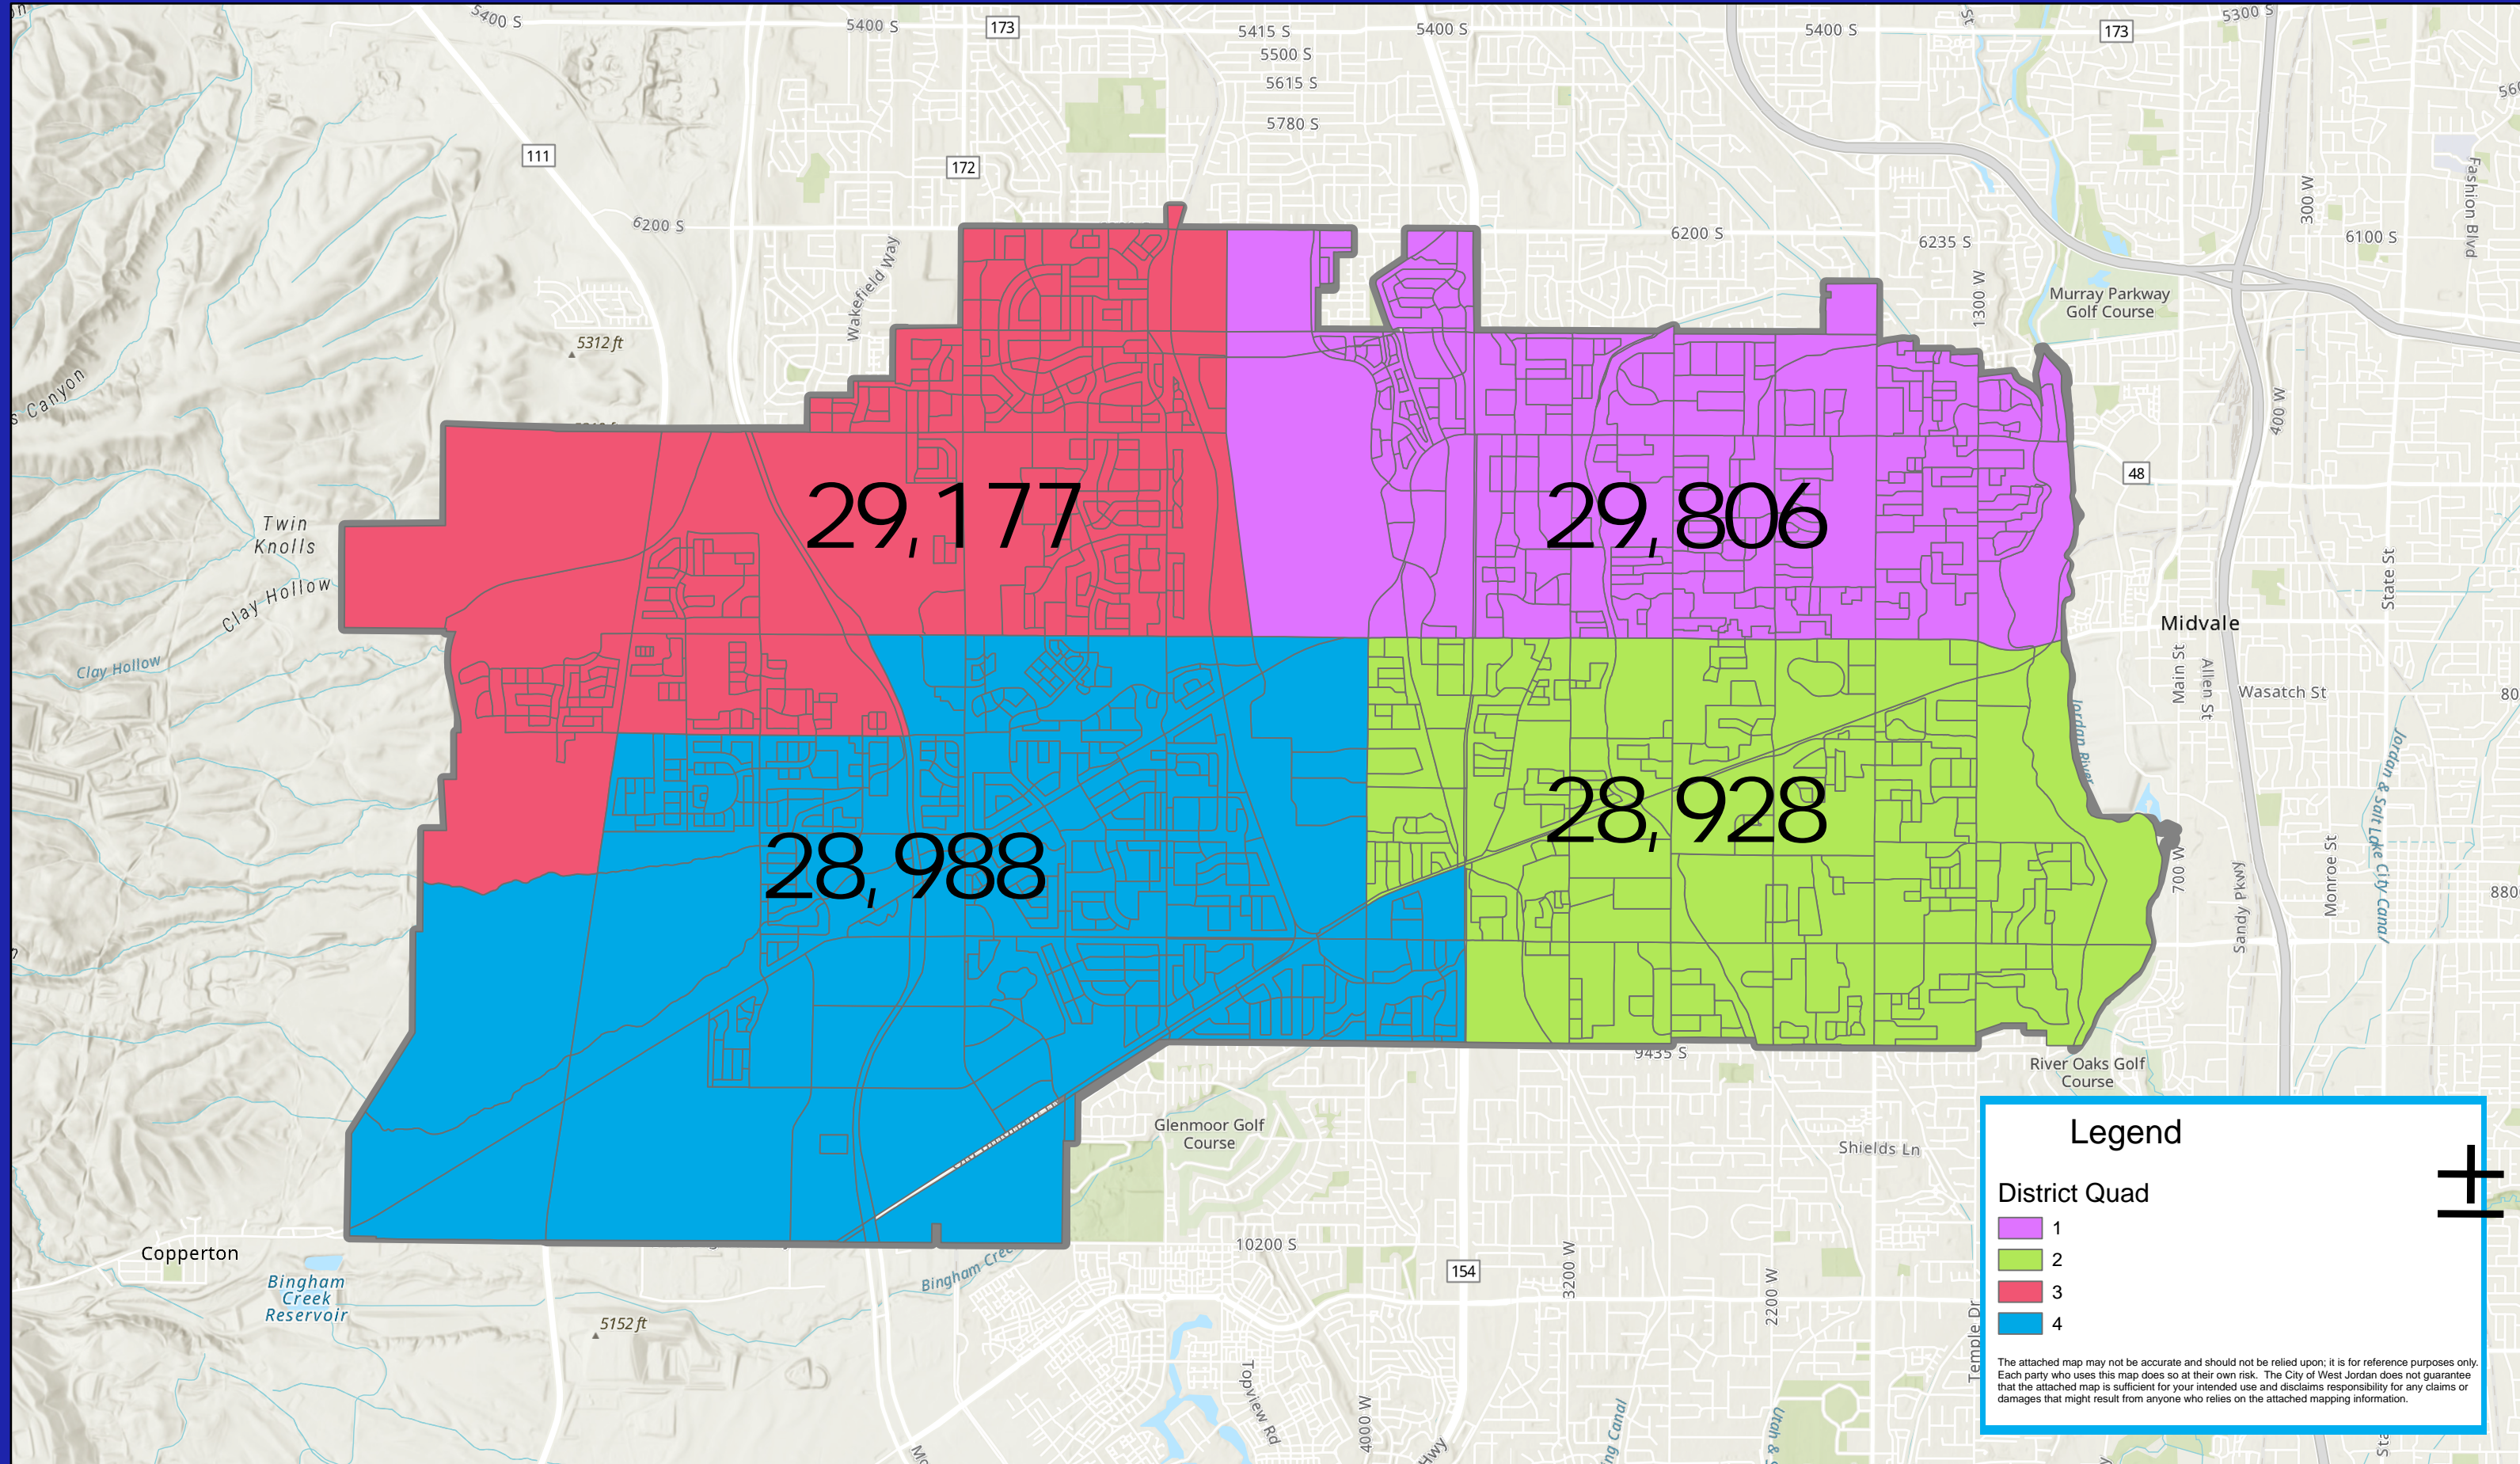 5400 S
5400 S
173
5415 S
5400 S
5500 S
5615 S
5780 S
5400 S
173
5300 S
111
172
6200 S
Wakefield Way
6200 S
6235 S
6100 S
300 W
Fashion Blvd
1300 W
Murray Parkway
Golf Course
5312 ft
Canyon
400 W
48
29,177
29,806
Twin
Knolls
Clay Hollow
Clay Hollow
State St
Midvale
Main St
Allen St
Wasatch St
Jordan River
Jordan & Salt Lake City Canal
28,988
28,928
700 W
Sandy Pkwy
Monroe St
8800
9435 S
River Oaks Golf
Course
Glenmoor Golf
Course
Shields Ln
Copperton
Bingham
Creek
Reservoir
10200 S
154
3200 W
2200 W
5152 ft
Topview Rd
4000 W
Hwy
Temple Dr
Legend
District Quad
1
2
3
4
The attached map may not be accurate and should not be relied upon; it is for reference purposes only.
Each party who uses this map does so at their own risk. The City of West Jordan does not guarantee
that the attached map is sufficient for your intended use and disclaims responsibility for any claims or
damages that might result from anyone who relies on the attached mapping information.